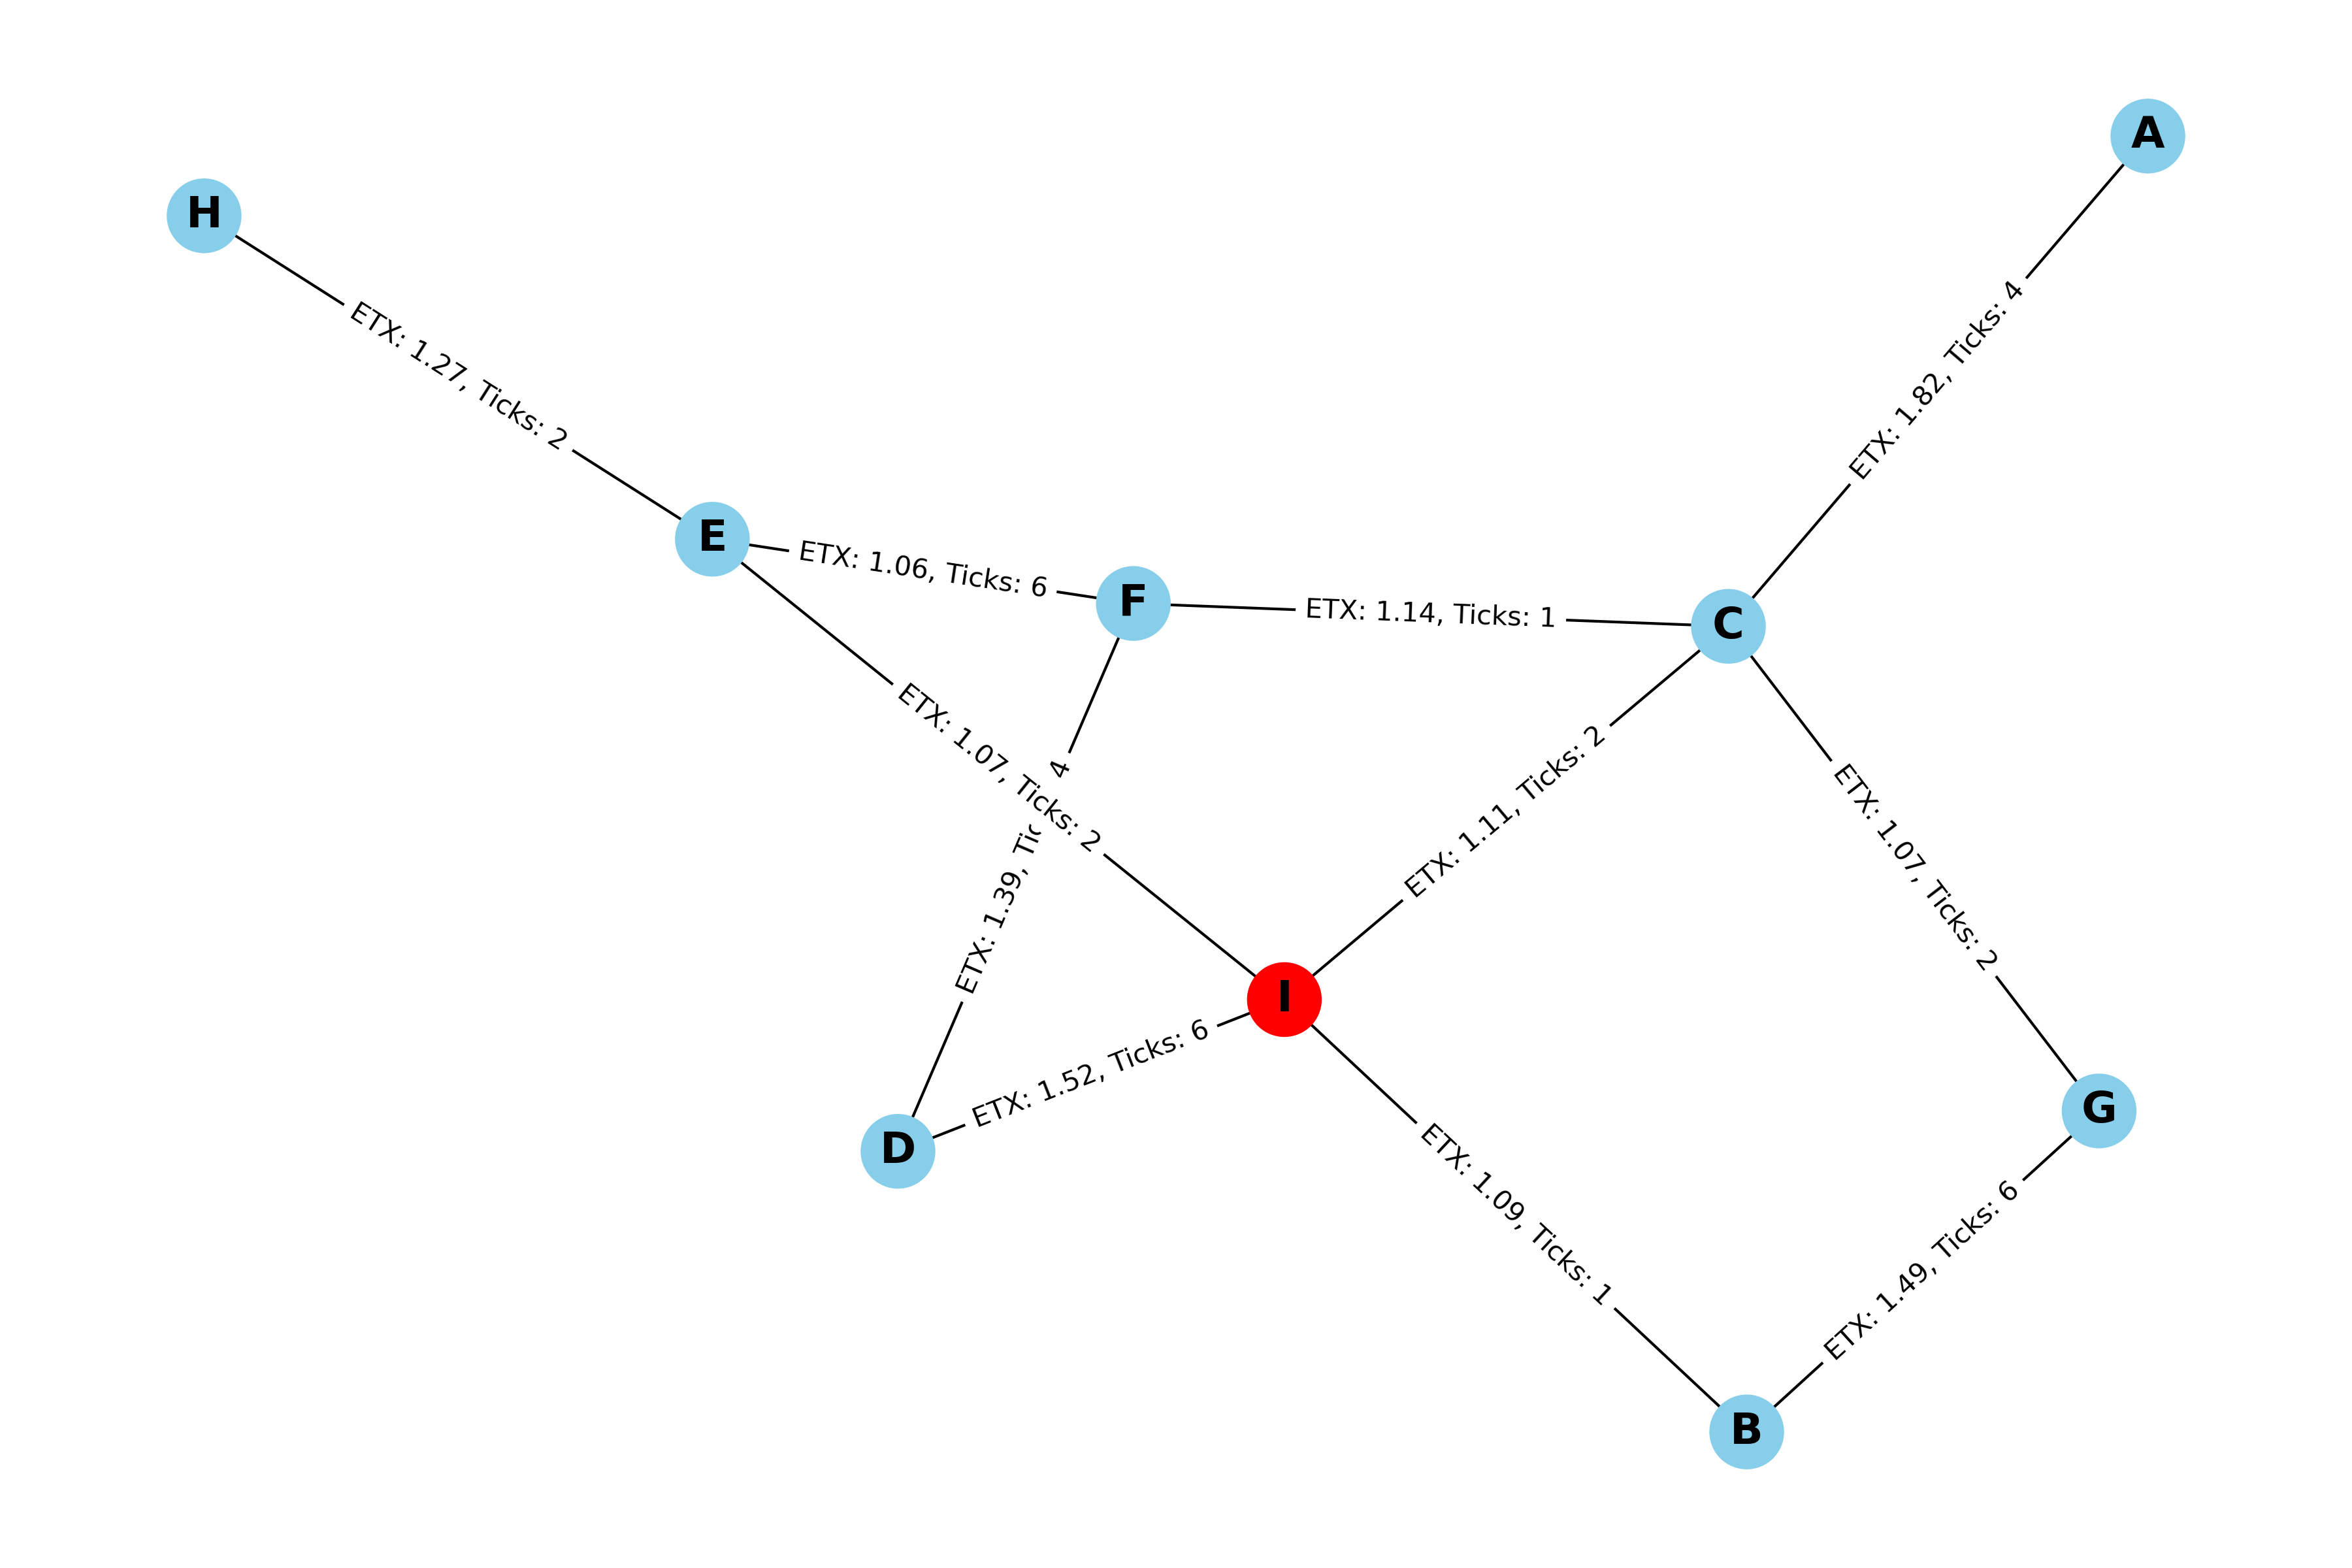 A
H
ETX: 1.82, Ticks: 4
ETX: 1.27, Ticks: 2
E
ETX: 1.06, Ticks: 6
F
ETX: 1.14, Ticks: 1
C
ETX: 1.07, Ticks: 2
ETX: 1.39, 4
ETX: 1.11, Ticks: 2
ETX: 1.07, Ticks: 2
I
ETX: 1.52, Ticks: 6
G
D
ETX: 1.09, Ticks: 1
ETX: 1.49, Ticks: 6
B